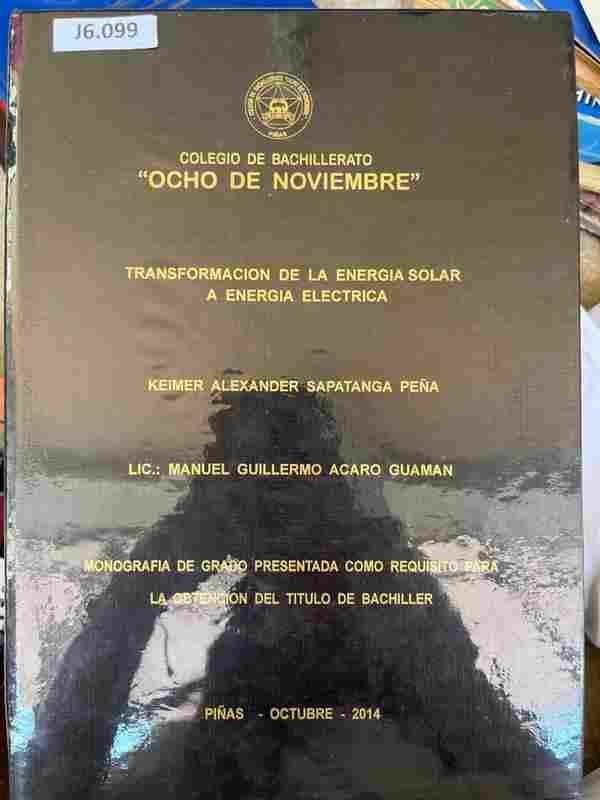 J6.099
PIÑAS
COLEGIO DE BACHILLERATO
“OCHO DE NOVIEMBRE”
TRANSFORMACION DE LA ENERGIA SOLAR
A ENERGIA ELECTRICA
KEIMER ALEXANDER SAPATANGA PEÑA
LIC.: MANUEL GUILLERMO ACARO GUAMAN
MONOGRAFIA DE GRADO PRESENTADA COMO REQUISITO PARA
LA OBTENCION DEL TITULO DE BACHILLER
PIÑAS - OCTUBRE - 2014